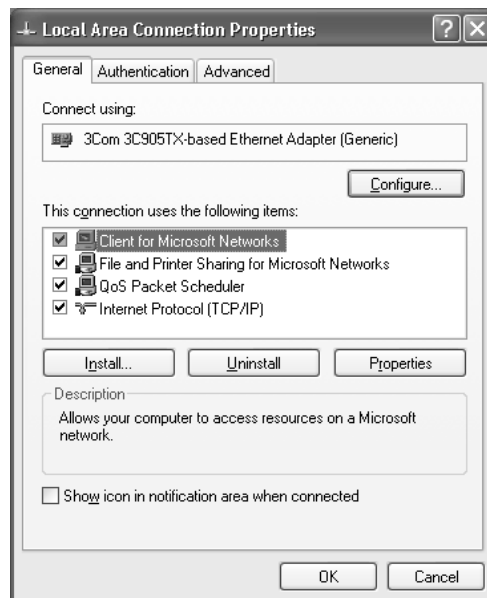 Local Area Connection Properties
General Authentication Advanced
Connect using:
3Com 3C905TX-based Ethernet Adapter (Generic)
Configure...
This connection uses the following items:
Client for Microsoft Networks
File and Printer Sharing for Microsoft Networks
QoS Packet Scheduler
Internet Protocol (TCP/IP)
Install... Uninstall Properties
Description
Allows your computer to access resources on a Microsoft
network.
Show icon in notification area when connected
OK Cancel